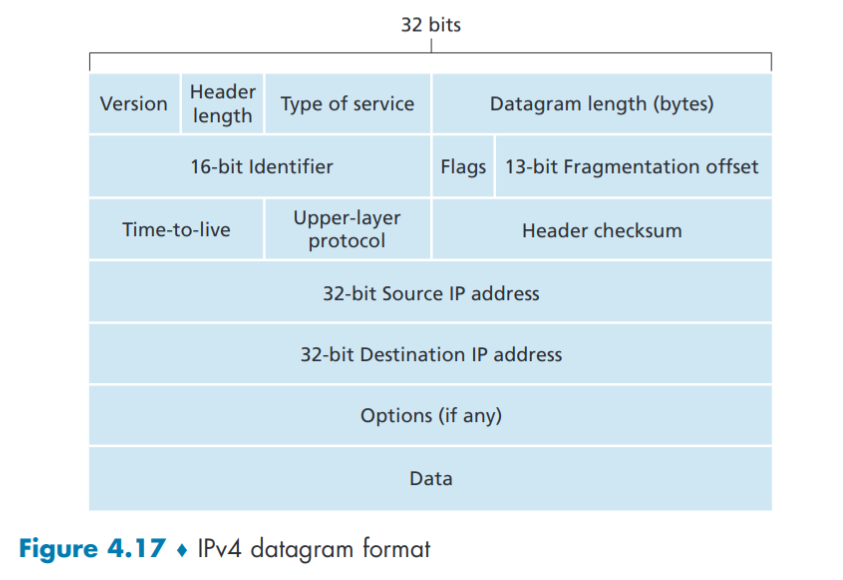 32 bits
Version
Header
length
Type of service
Datagram length (bytes)
16-bit Identifier
Flags
13-bit Fragmentation offset
Time-to-live
Upper-layer
protocol
Header checksum
32-bit Source IP address
32-bit Destination IP address
Options (if any)
Data
Figure 4.17 ♦ IPv4 datagram format